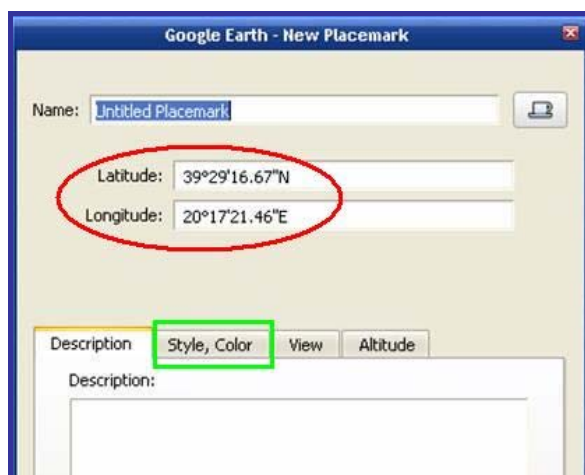 Google Earth - New Placemark
Name: Untitled Placemark
Latitude: 39°29'16.67"N
Longitude: 20°17'21.46"E
Description Style, Color View Altitude
Description: